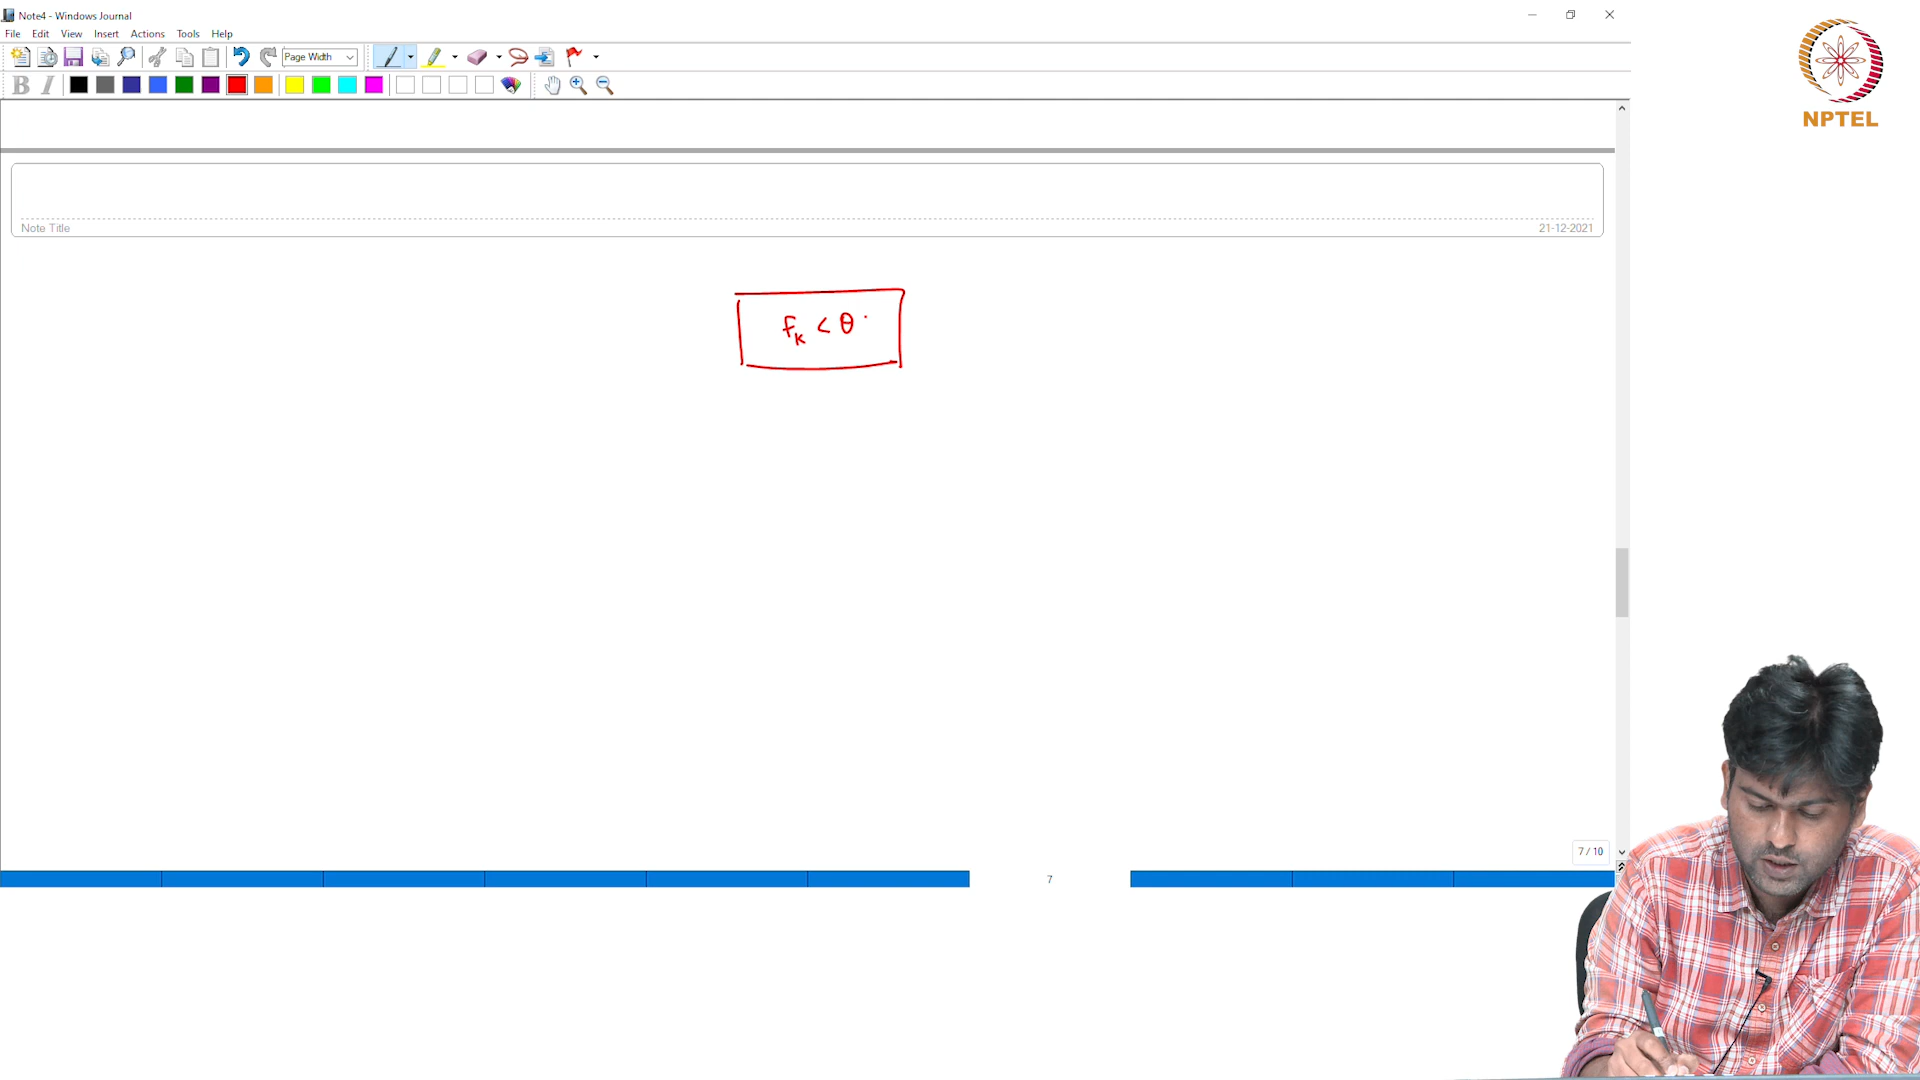 Note4 - Windows Journal
File Edit View Insert Actions Tools Help
Page Width
B I
NPTEL
Note Title
21-12-2021
f_k < θ
7 / 10
7